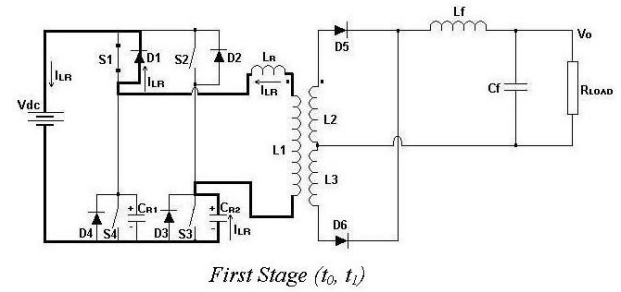 Lf
Vo
S1
D1
S2
D2
LR
D5
ILR
ILR
ILR
Vdc
Cf
RLOAD
L2
L1
L3
+
CR1
-
+
CR2
-
D4
S4
D3
S3
ILR
D6
First Stage (t0, t1)